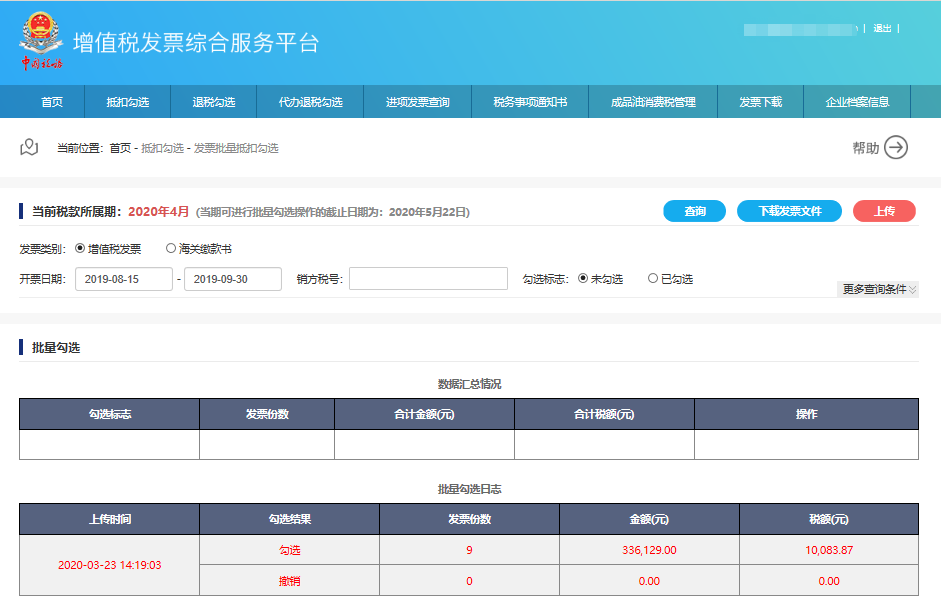 增值税发票综合服务平台
| 退出 |
中国税务
首页 抵扣勾选 退税勾选 代办退税勾选 进项发票查询 税务事项通知书 成品油消费税管理 发票下载 企业档案信息
当前位置：首页 - 抵扣勾选 - 发票批量抵扣勾选 帮助
当前税款所属期：2020年4月 (当期可进行批量勾选操作的截止日期为：2020年5月22日) 查询 下载发票文件 上传
发票类别： 增值税发票 海关缴款书
开票日期： 2019-08-15 - 2019-09-30 销方税号： 勾选标志： 未勾选 已勾选
更多查询条件
批量勾选
数据汇总情况
勾选标志 发票份数 合计金额(元) 合计税额(元) 操作
批量勾选日志
上传时间 勾选结果 发票份数 金额(元) 税额(元)
2020-03-23 14:19:03 勾选 9 336,129.00 10,083.87
撤销 0 0.00 0.00